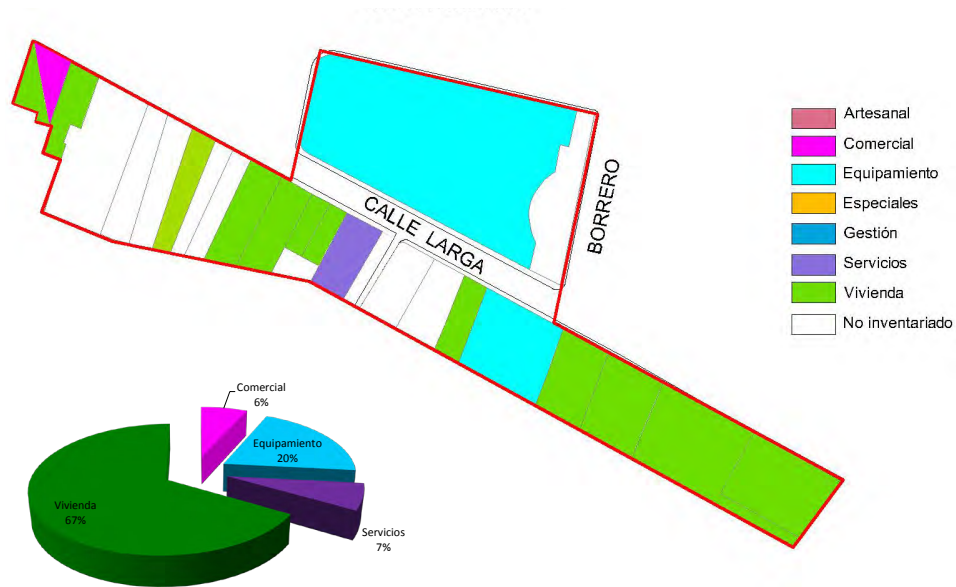 CALLE LARGA
BORRERO
Artesanal
Comercial
Equipamiento
Especiales
Gestión
Servicios
Vivienda
No inventariado
Comercial
6%
Equipamiento
20%
Vivienda
67%
Servicios
7%